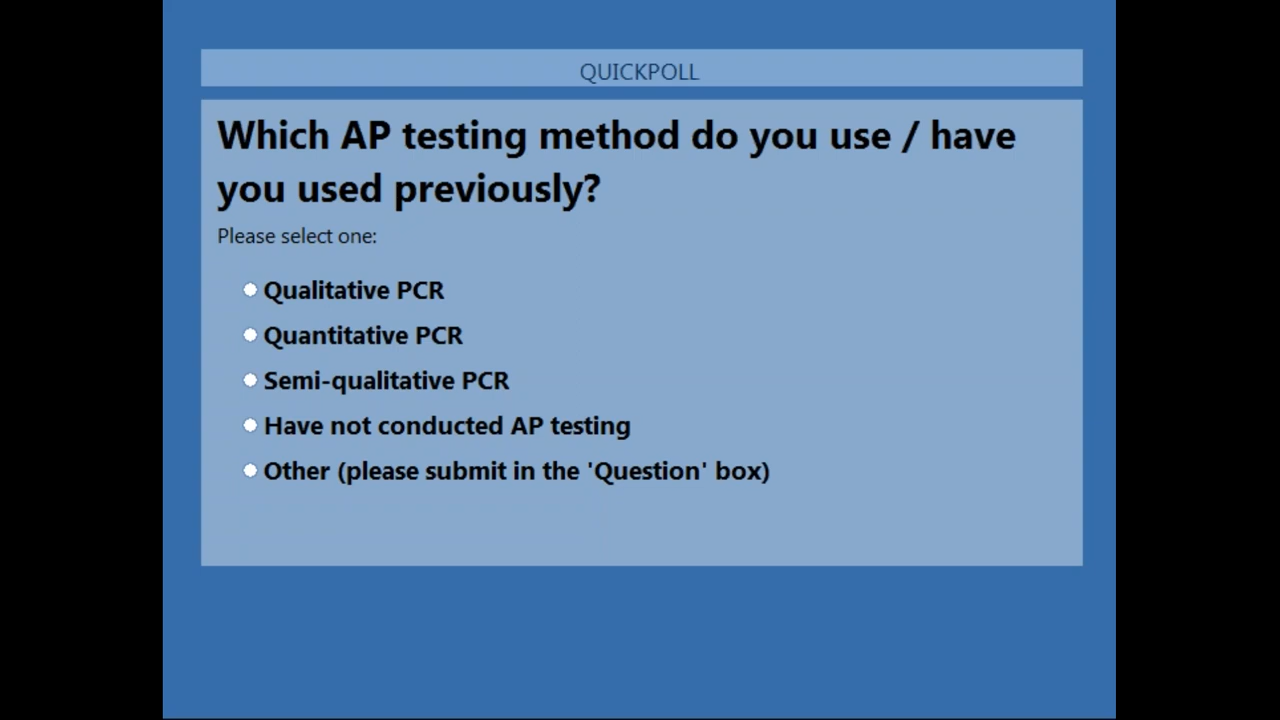 QUICKPOLL
Which AP testing method do you use / have
you used previously?
Please select one:
Qualitative PCR
Quantitative PCR
Semi-qualitative PCR
Have not conducted AP testing
Other (please submit in the 'Question' box)